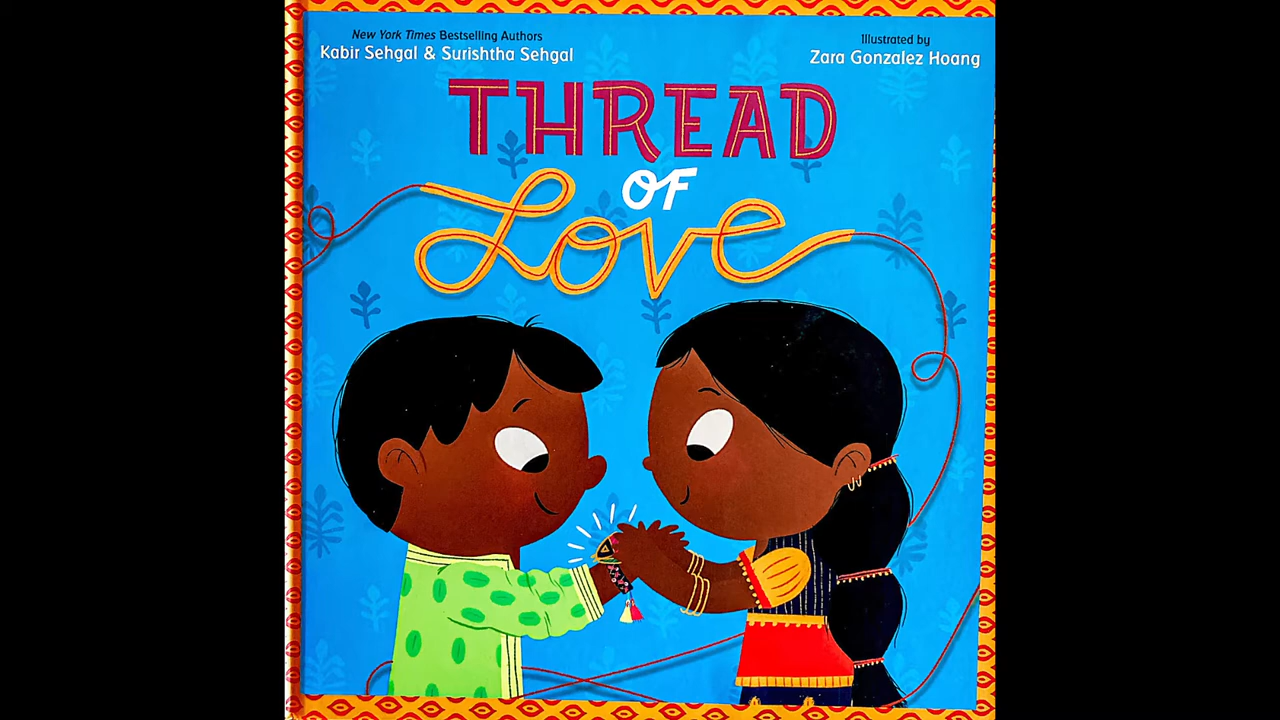 New York Times Bestselling Authors
Kabir Sehgal & Surishtha Sehgal
Illustrated by
Zara Gonzalez Hoang
THREAD
OF
Love